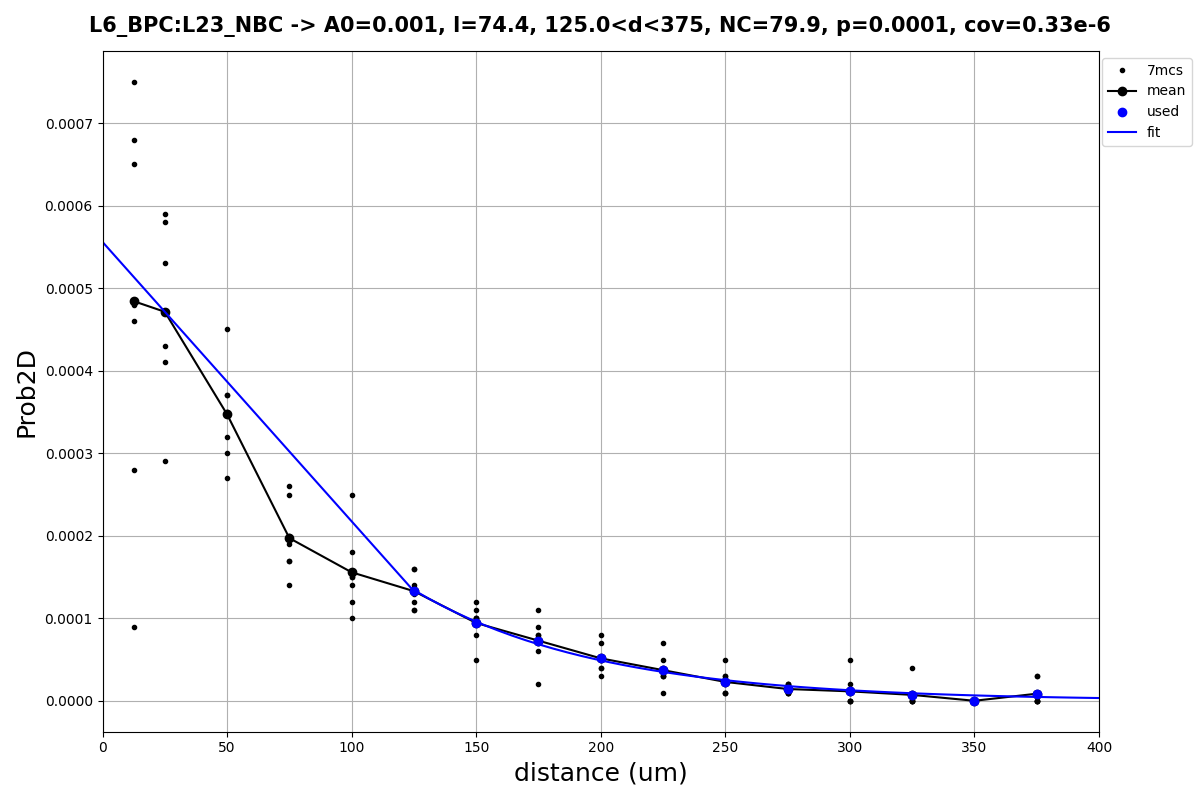 L6_BPC:L23_NBC -> A0=0.001, l=74.4, 125.0<d<375, NC=79.9, p=0.0001, cov=0.33e-6
7mcs
mean
used
fit
Prob2D
0.0007
0.0006
0.0005
0.0004
0.0003
0.0002
0.0001
0.0000
0 50 100 150 200 250 300 350 400
distance (um)